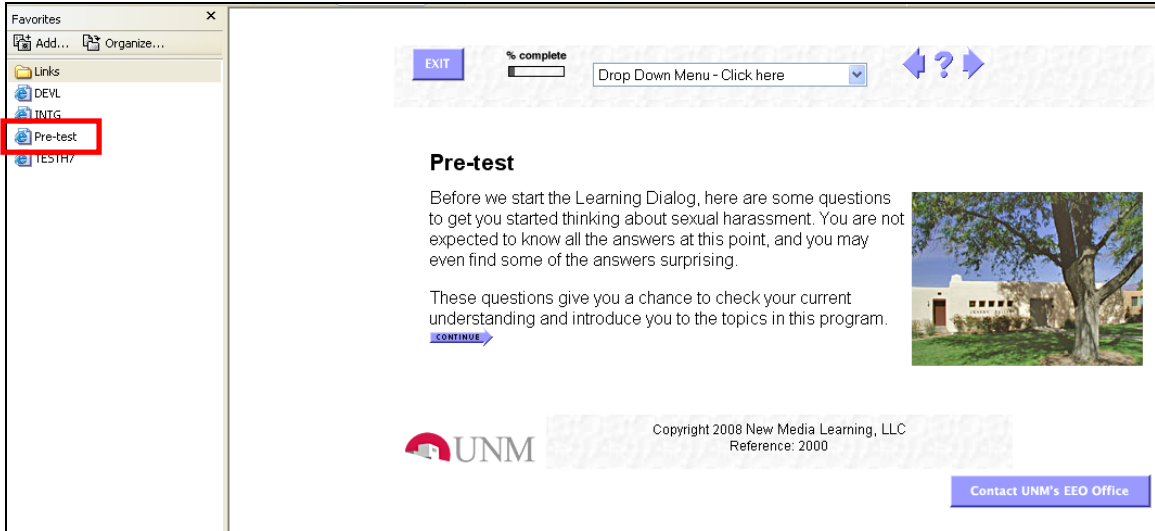 Favorites
Add... Organize...
Links
DEVL
INTG
Pre-test
TESTH7
EXIT
% complete
Drop Down Menu - Click here
?
Pre-test
Before we start the Learning Dialog, here are some questions
to get you started thinking about sexual harassment. You are not
expected to know all the answers at this point, and you may
even find some of the answers surprising.
These questions give you a chance to check your current
understanding and introduce you to the topics in this program.
CONTINUE
UNM
Copyright 2008 New Media Learning, LLC
Reference: 2000
Contact UNM's EEO Office